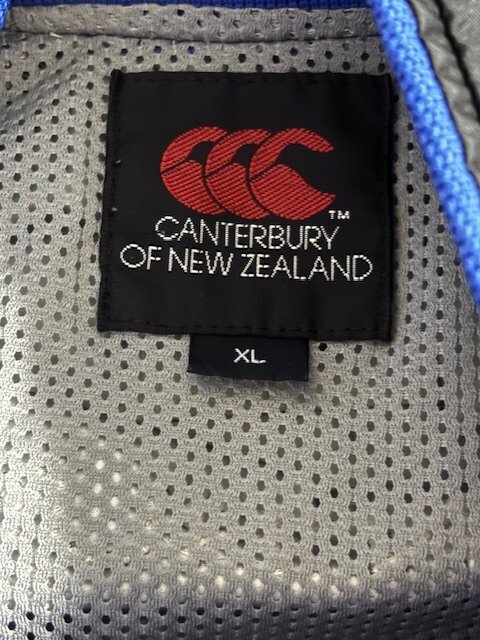 ™
CANTERBURY
OF NEW ZEALAND
XL